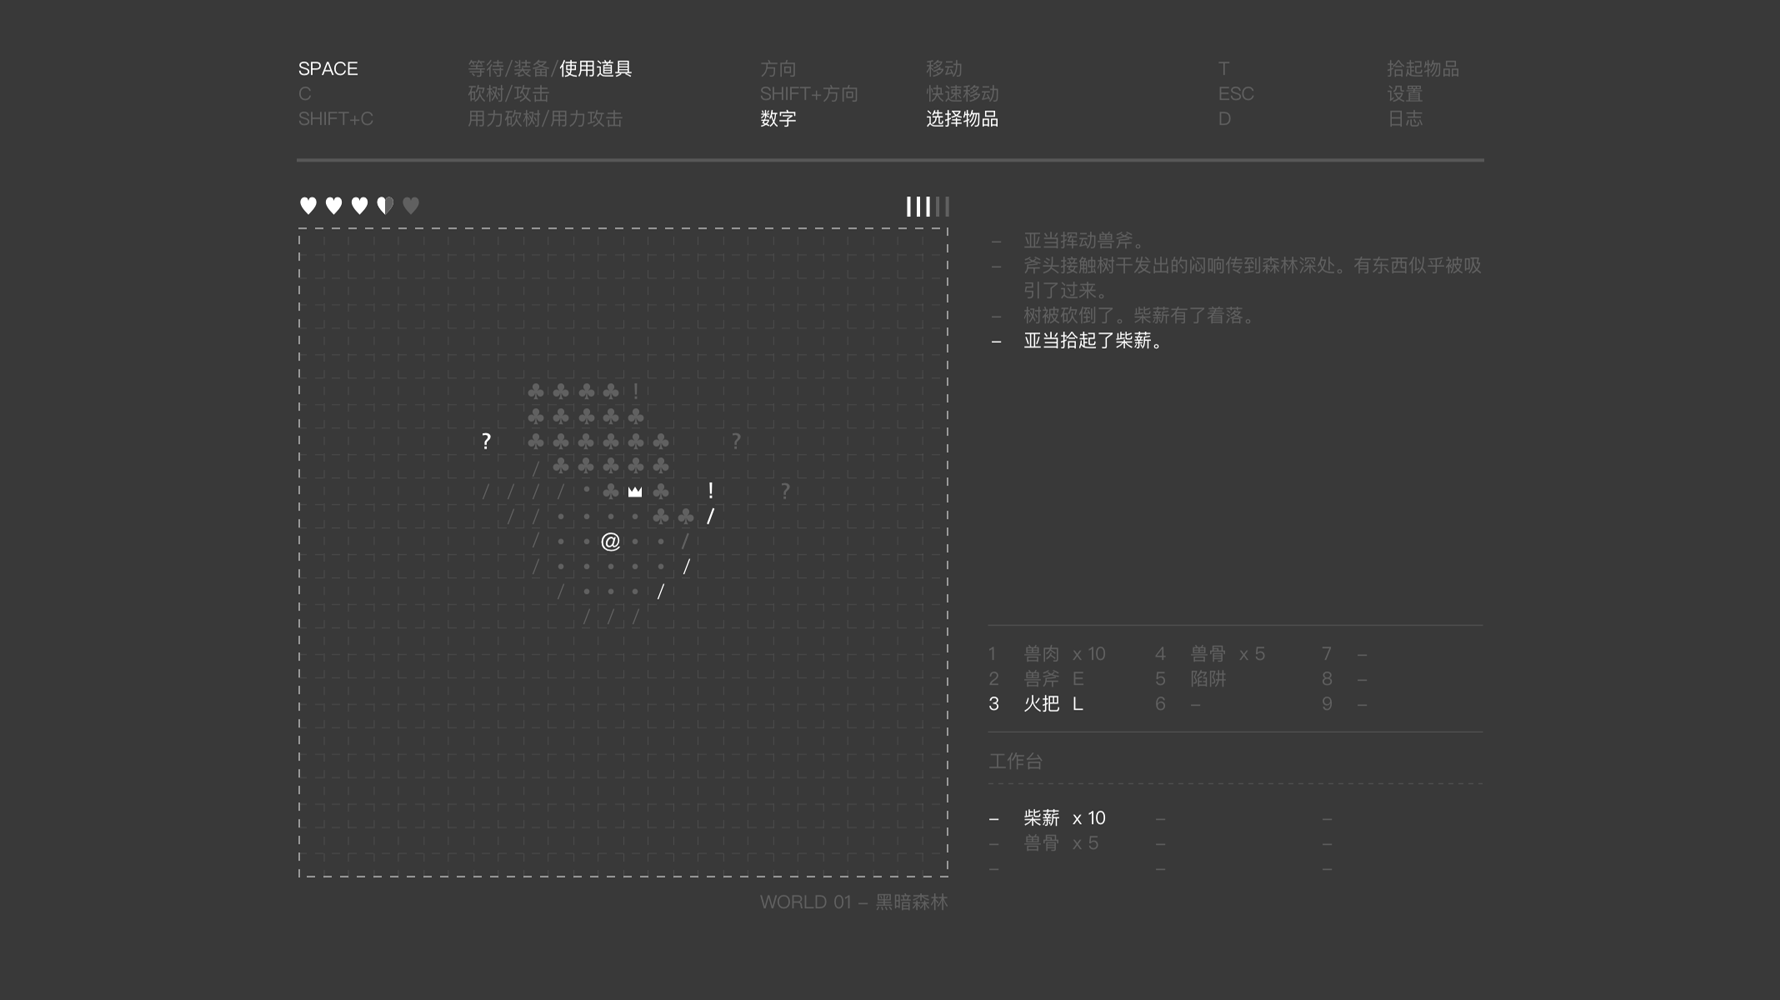 SPACE 等待/装备/使用道具 方向 移动 T 拾起物品
C 砍树/攻击 SHIFT+方向 快速移动 ESC 设置
SHIFT+C 用力砍树/用力攻击 数字 选择物品 D 日志
– 亚当挥动兽斧。
– 斧头接触树干发出的闷响传到森林深处。有东西似乎被吸
引了过来。
– 树被砍倒了。柴薪有了着落。
– 亚当拾起了柴薪。
♣ ♣ ♣ ♣ !
♣ ♣ ♣ ♣ ♣
? ♣ ♣ ♣ ♣ ♣ ♣ ?
/ ♣ ♣ ♣ ♣ ♣
/ / / / • ♣ ♣ ! ?
/ / • • • • ♣ ♣ /
/ • • @ • • /
/ • • • • • /
/ • • • /
/ / /
1 兽肉 x 10 4 兽骨 x 5 7 –
2 兽斧 E 5 陷阱 8 –
3 火把 L 6 – 9 –
工作台
– 柴薪 x 10 – –
– 兽骨 x 5 – –
– – –
WORLD 01 – 黑暗森林